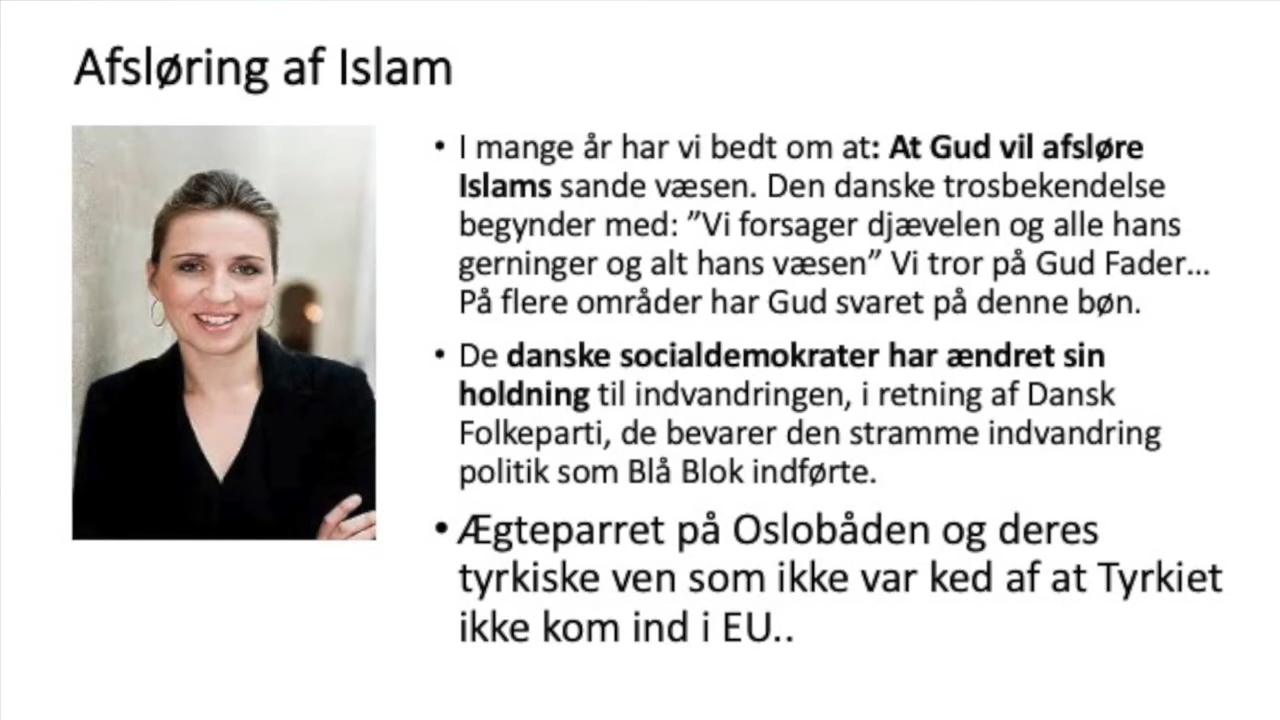 Afsløring af Islam
• I mange år har vi bedt om at: At Gud vil afsløre
Islams sande væsen. Den danske trosbekendelse
begynder med: ”Vi forsager djævelen og alle hans
gerninger og alt hans væsen” Vi tror på Gud Fader...
På flere områder har Gud svaret på denne bøn.
• De danske socialdemokrater har ændret sin
holdning til indvandringen, i retning af Dansk
Folkeparti, de bevarer den stramme indvandring
politik som Blå Blok indførte.
• Ægteparret på Oslobåden og deres
tyrkiske ven som ikke var ked af at Tyrkiet
ikke kom ind i EU..